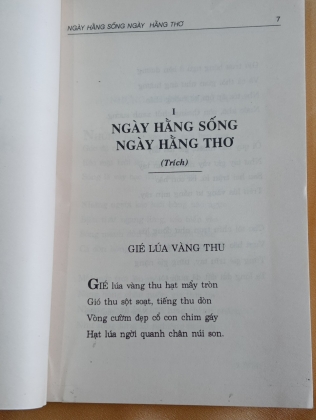 NGÀY HẰNG SỐNG NGÀY HẰNG THƠ 7
I
NGÀY HẰNG SỐNG
NGÀY HẰNG THƠ
(Trích)
GIÉ LÚA VÀNG THU
GIÉ lúa vàng thu hạt mẩy tròn
Gió thu sột soạt, tiếng thu dòn
Vòng cườm đẹp cổ con chim gáy
Hạt lúa ngời quanh chân núi son.